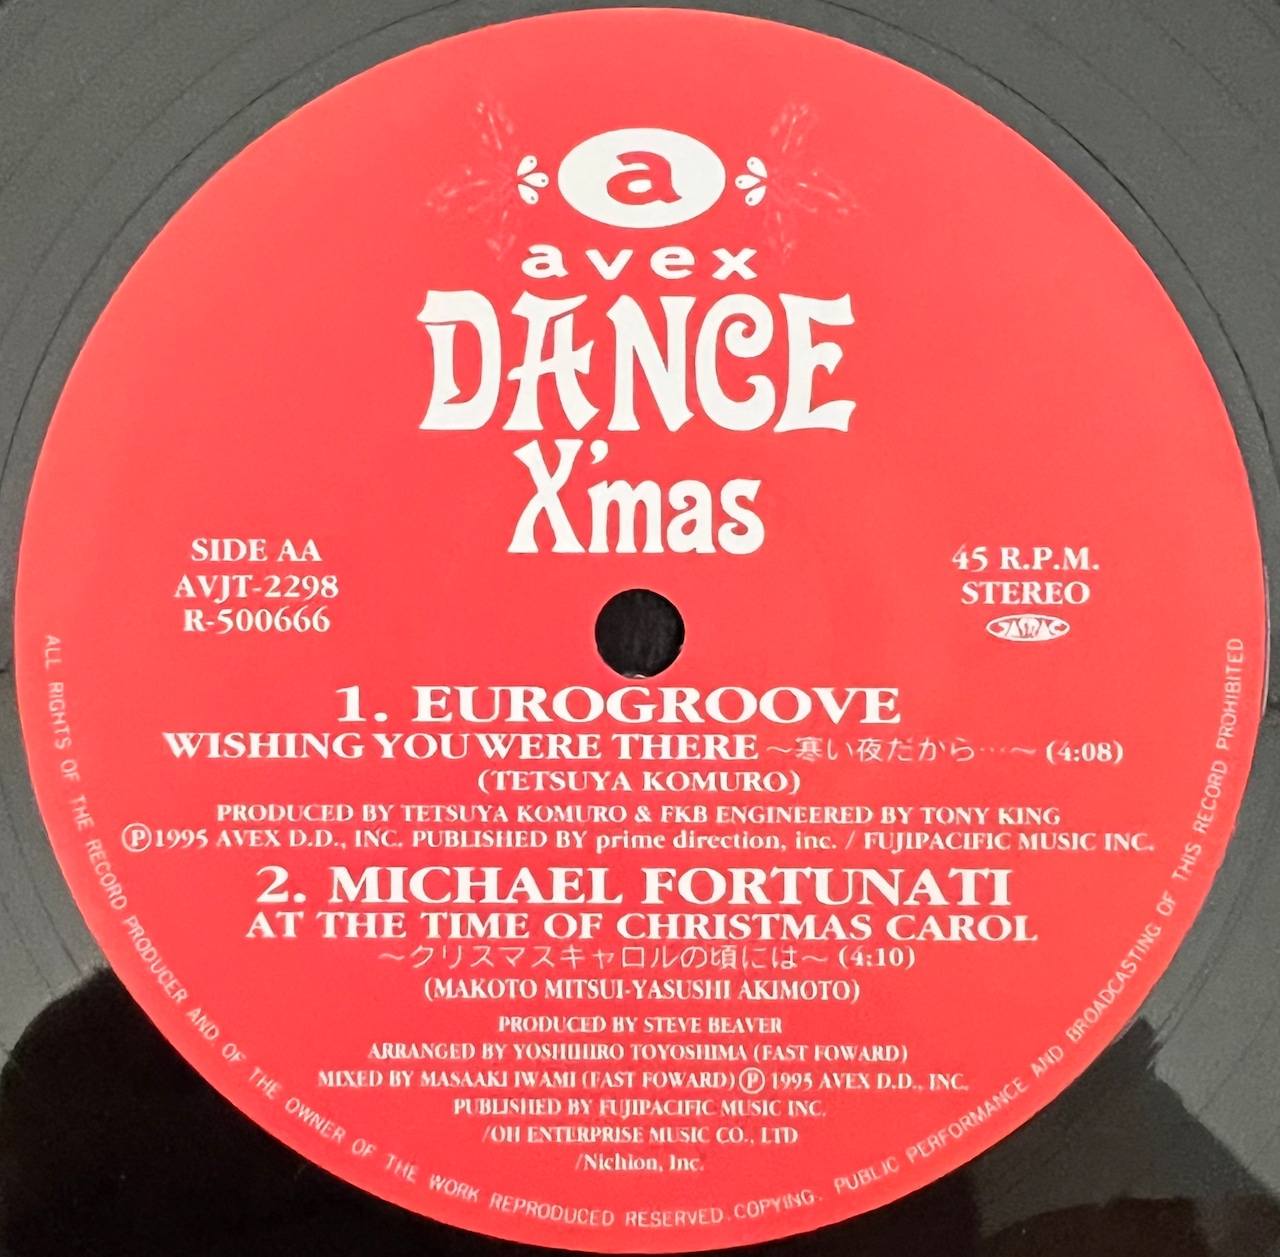 a
avex
DANCE
X'mas
SIDE AA
AVJT-2298
R-500666
45 R.P.M.
STEREO
JASRAC
1. EUROGROOVE
WISHING YOU WERE THERE ～寒い夜だから…～ (4:08)
(TETSUYA KOMURO)
PRODUCED BY TETSUYA KOMURO & FKB ENGINEERED BY TONY KING
Ⓟ1995 AVEX D.D., INC. PUBLISHED BY prime direction, inc. / FUJIPACIFIC MUSIC INC.
2. MICHAEL FORTUNATI
AT THE TIME OF CHRISTMAS CAROL
～クリスマスキャロルの頃には～ (4:10)
(MAKOTO MITSUI-YASUSHI AKIMOTO)
PRODUCED BY STEVE BEAVER
ARRANGED BY YOSHIHIRO TOYOSHIMA (FAST FOWARD)
MIXED BY MASAAKI IWAMI (FAST FOWARD) Ⓟ 1995 AVEX D.D., INC.
PUBLISHED BY FUJIPACIFIC MUSIC INC.
/OH ENTERPRISE MUSIC CO., LTD
/Nichion, Inc.
ALL RIGHTS OF THE RECORD PRODUCER AND OF THE OWNER OF THE WORK REPRODUCED RESERVED. COPYING. PUBLIC PERFORMANCE AND BROADCASTING OF THIS RECORD PROHIBITED